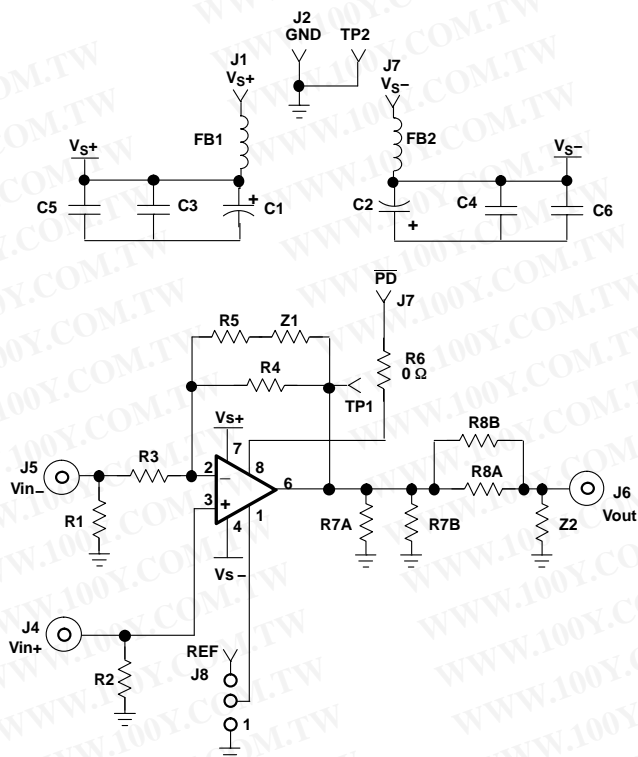 J2
GND
TP2
J1
VS+
J7
VS−
FB1
FB2
VS+
VS−
C5
C3
C1
+
C2
+
C4
C6
PD
J7
R5
Z1
R6
0 Ω
R4
TP1
R8B
Vs+
7
R3
J5
Vin−
2
−
8
6
R8A
J6
Vout
3
+
1
R1
4
R7A
R7B
Z2
Vs −
J4
Vin+
REF
J8
R2
1
WWW.100Y.COM.TW